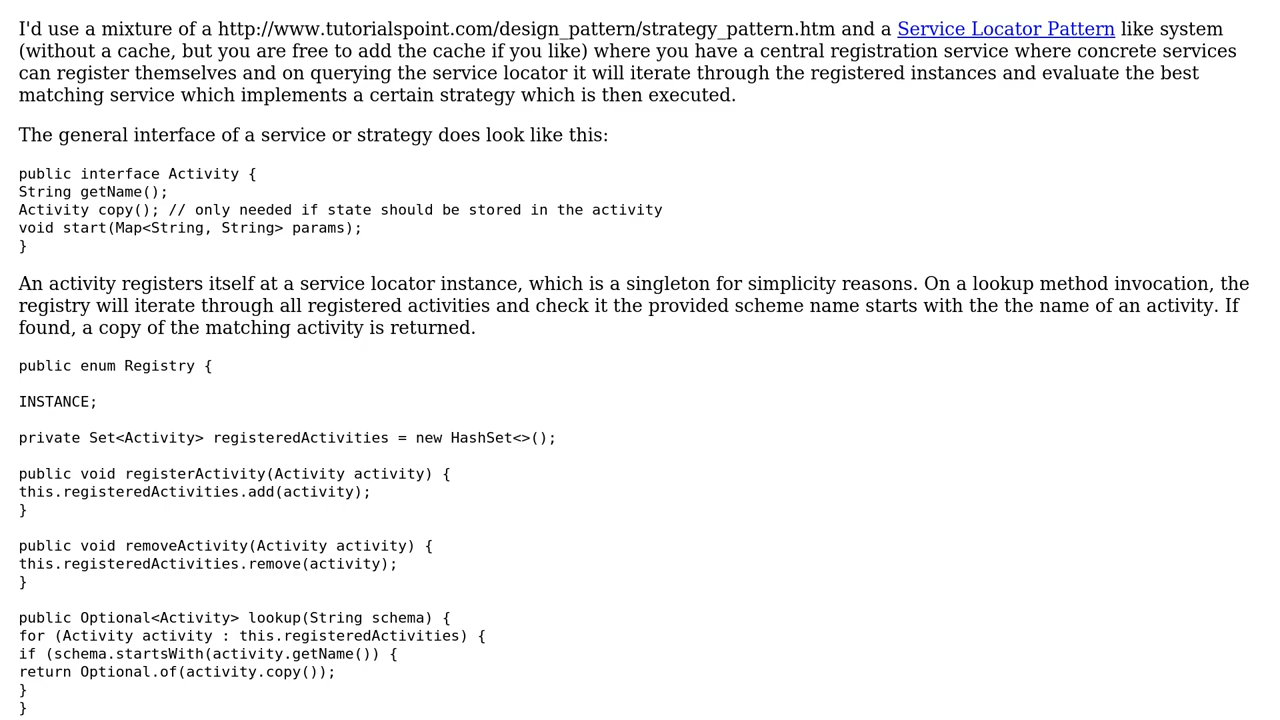 I'd use a mixture of a http://www.tutorialspoint.com/design_pattern/strategy_pattern.htm and a Service Locator Pattern like system
(without a cache, but you are free to add the cache if you like) where you have a central registration service where concrete services
can register themselves and on querying the service locator it will iterate through the registered instances and evaluate the best
matching service which implements a certain strategy which is then executed.
The general interface of a service or strategy does look like this:
public interface Activity {
String getName();
Activity copy(); // only needed if state should be stored in the activity
void start(Map<String, String> params);
}
An activity registers itself at a service locator instance, which is a singleton for simplicity reasons. On a lookup method invocation, the
registry will iterate through all registered activities and check it the provided scheme name starts with the the name of an activity. If
found, a copy of the matching activity is returned.
public enum Registry {
INSTANCE;
private Set<Activity> registeredActivities = new HashSet<>();
public void registerActivity(Activity activity) {
this.registeredActivities.add(activity);
}
public void removeActivity(Activity activity) {
this.registeredActivities.remove(activity);
}
public Optional<Activity> lookup(String schema) {
for (Activity activity : this.registeredActivities) {
if (schema.startsWith(activity.getName()) {
return Optional.of(activity.copy());
}
}